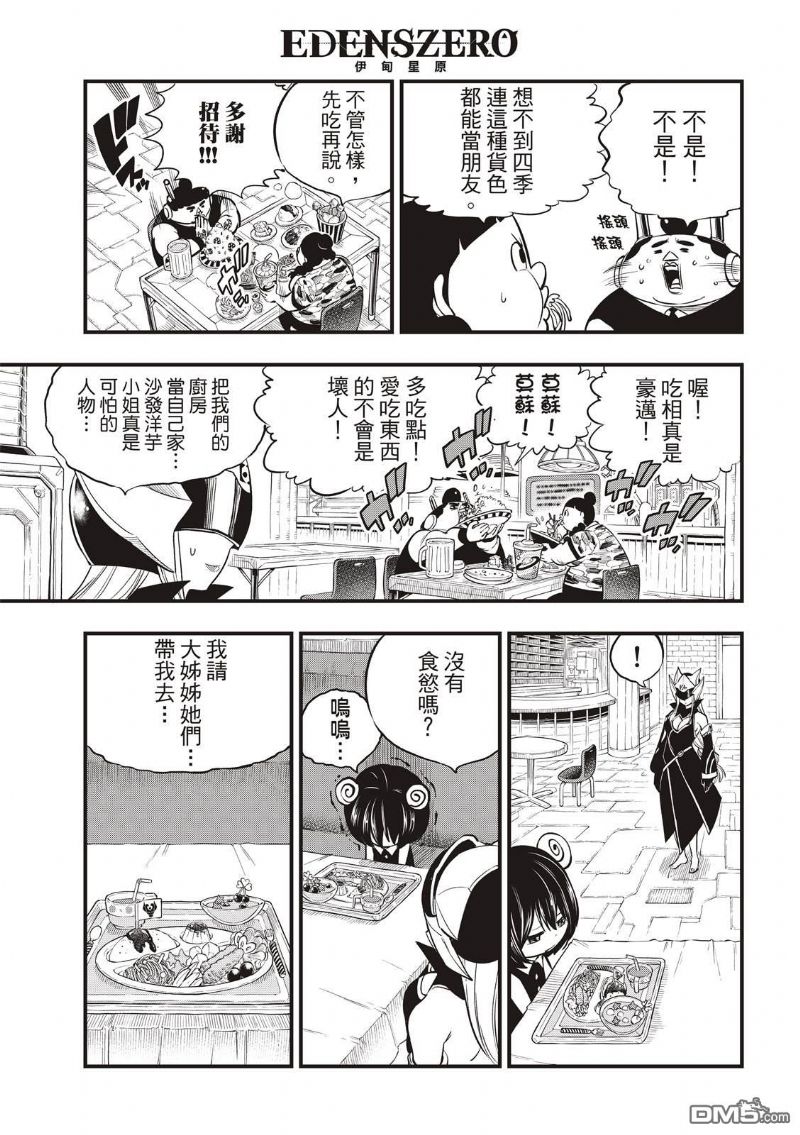 EDENSZERO
伊甸星原
不是！
不是！
搖頭
搖頭
想不到四季
連這種貨色
都能當朋友。
不管怎樣，
先吃再說。
多謝
招待!!!
喔！
吃相真是
豪邁！
莫蘇！
莫蘇！
多吃點！
愛吃東西
的不會是
壞人！
把我們的
廚房
當自己家…
沙發洋芋
小姐真是
可怕的
人物…
！
沒有
食慾嗎？
嗚嗚…
我請
大姊姊她們…
帶我去…
DM5.com